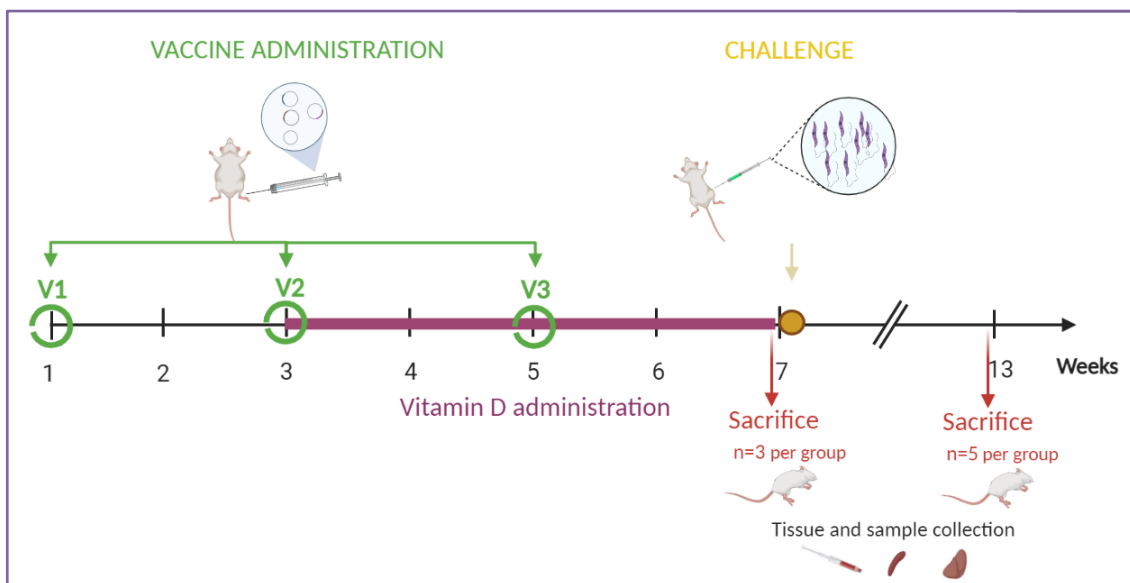 VACCINE ADMINISTRATION
CHALLENGE
V1
V2
V3
1
2
3
4
5
6
7
13
Weeks
Vitamin D administration
Sacrifice
n=3 per group
Sacrifice
n=5 per group
Tissue and sample collection